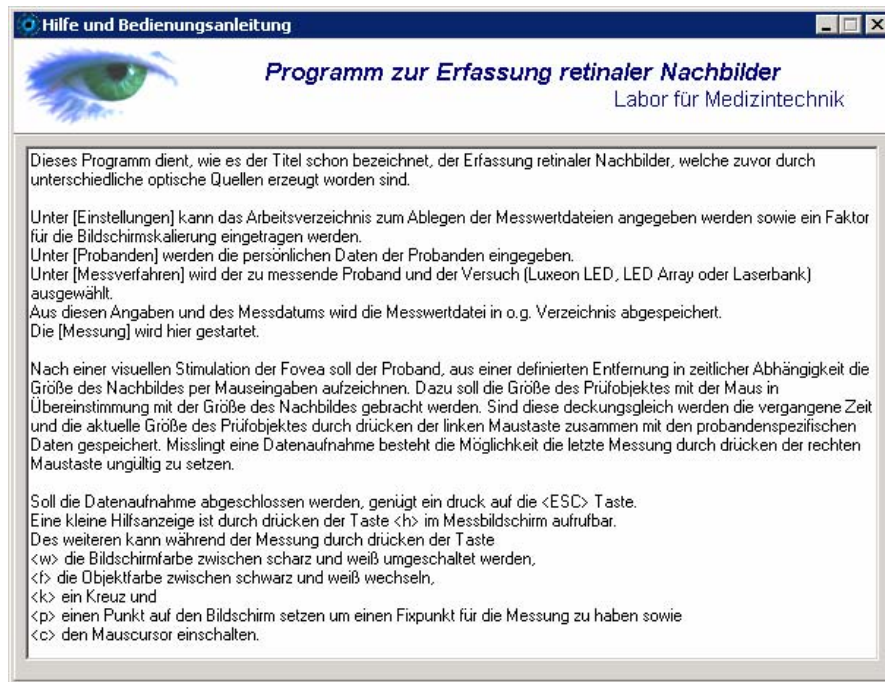 Hilfe und Bedienungsanleitung
Programm zur Erfassung retinaler Nachbilder
Labor für Medizintechnik
Dieses Programm dient, wie es der Titel schon bezeichnet, der Erfassung retinaler Nachbilder, welche zuvor durch
unterschiedliche optische Quellen erzeugt worden sind.
Unter [Einstellungen] kann das Arbeitsverzeichnis zum Ablegen der Messwertdateien angegeben werden sowie ein Faktor
für die Bildschirmskalierung eingetragen werden.
Unter [Probanden] werden die persönlichen Daten der Probanden eingegeben.
Unter [Messverfahren] wird der zu messende Proband und der Versuch (Luxeon LED, LED Array oder Laserbank)
ausgewählt.
Aus diesen Angaben und des Messdatums wird die Messwertdatei in o.g. Verzeichnis abgespeichert.
Die [Messung] wird hier gestartet.
Nach einer visuellen Stimulation der Fovea soll der Proband, aus einer definierten Entfernung in zeitlicher Abhängigkeit die
Größe des Nachbildes per Mauseingaben aufzeichnen. Dazu soll die Größe des Prüfobjektes mit der Maus in
Übereinstimmung mit der Größe des Nachbildes gebracht werden. Sind diese deckungsgleich werden die vergangene Zeit
und die aktuelle Größe des Prüfobjektes durch drücken der linken Maustaste zusammen mit den probandenspezifischen
Daten gespeichert. Misslingt eine Datenaufnahme besteht die Möglichkeit die letzte Messung durch drücken der rechten
Maustaste ungültig zu setzen.
Soll die Datenaufnahme abgeschlossen werden, genügt ein druck auf die <ESC> Taste.
Eine kleine Hilfsanzeige ist durch drücken der Taste <h> im Messbildschirm aufrufbar.
Des weiteren kann während der Messung durch drücken der Taste
<w> die Bildschirmfarbe zwischen scharz und weiß umgeschaltet werden,
<f> die Objektfarbe zwischen schwarz und weiß wechseln,
<k> ein Kreuz und
<p> einen Punkt auf den Bildschirm setzen um einen Fixpunkt für die Messung zu haben sowie
<c> den Mauscursor einschalten.